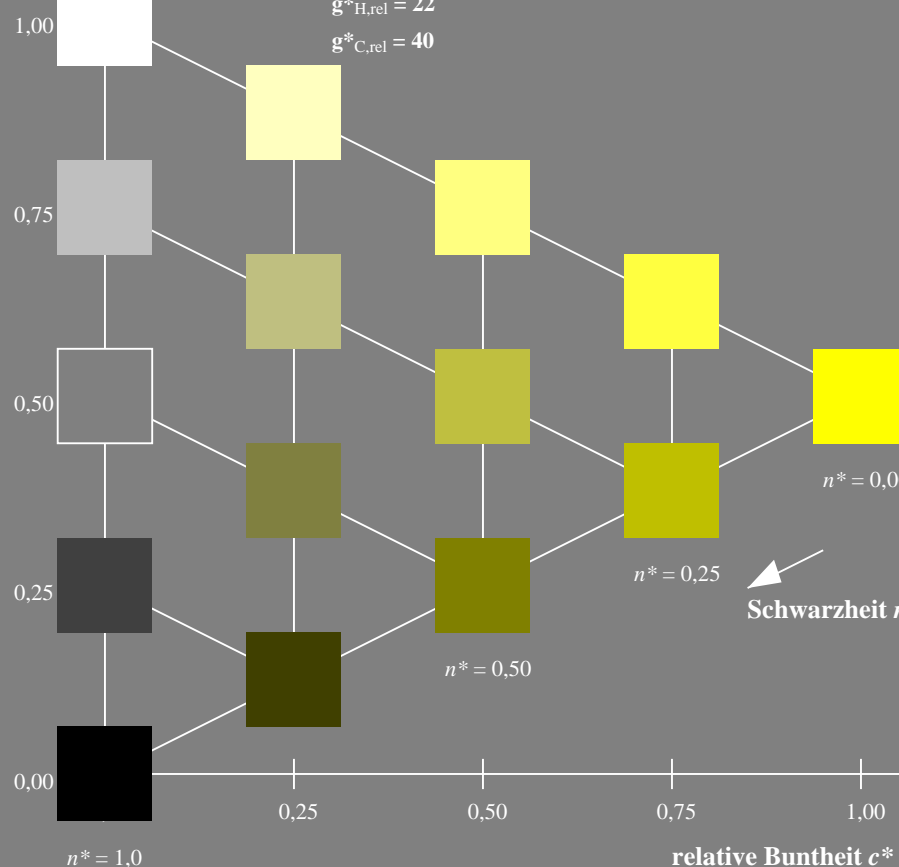 g*H,rel = 22
1,00
g*C,rel = 40
0,75
0,50
n* = 0,0
0,25
n* = 0,25
Schwarzheit n
n* = 0,50
0,00
0,25
0,50
0,75
1,00
n* = 1,0
relative Buntheit c*